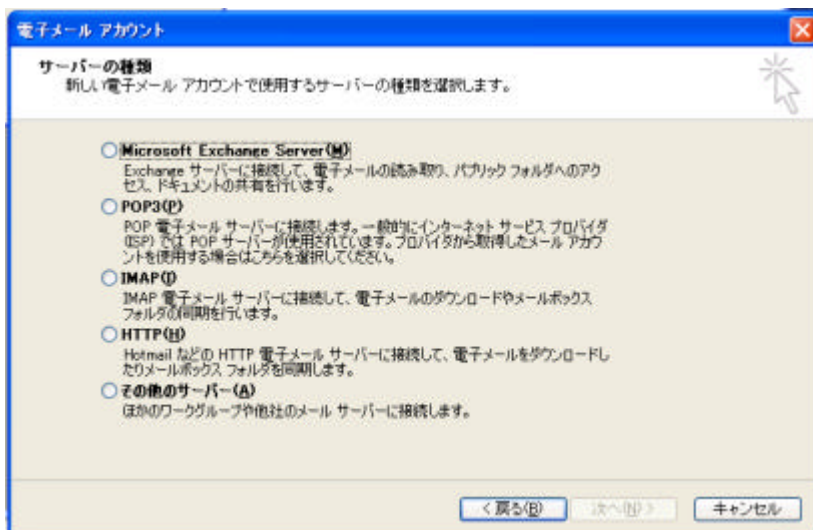 電子メール アカウント
サーバーの種類
新しい電子メール アカウントで使用するサーバーの種類を選択します。
Microsoft Exchange Server(M)
Exchange サーバーに接続して、電子メールの読み取り、パブリック フォルダへのアク
セス、ドキュメントの共有を行います。
POP3(P)
POP 電子メール サーバーに接続します。一般的にインターネット サービス プロバイダ
(ISP) では POP サーバーが使用されています。プロバイダから取得したメール アカウ
ントを使用する場合はこちらを選択してください。
IMAP(I)
IMAP 電子メール サーバーに接続して、電子メールのダウンロードやメールボックス
フォルダの同期を行います。
HTTP(H)
Hotmail などの HTTP 電子メール サーバーに接続して、電子メールをダウンロードし
たりメールボックス フォルダを同期します。
その他のサーバー(A)
ほかのワークグループや他社のメール サーバーに接続します。
< 戻る(B) 次へ(N) > キャンセル